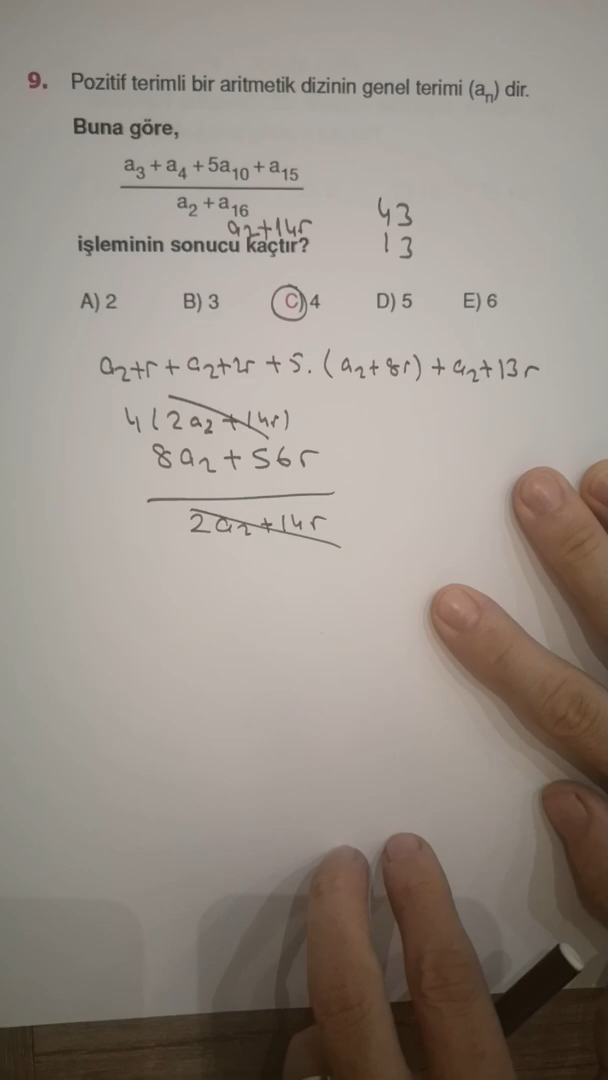 9. Pozitif terimli bir aritmetik dizinin genel terimi (aₙ) dir.
Buna göre,
a₃ + a₄ + 5a₁₀ + a₁₅
a₂ + a₁₆
a₂+14r
43
13
işleminin sonucu kaçtır?
A) 2 B) 3 C) 4 D) 5 E) 6
a₂+r + a₂+2r + 5.(a₂+8r) + a₂+13r
4(2a₂+14r)
8a₂+56r
2a₂+14r